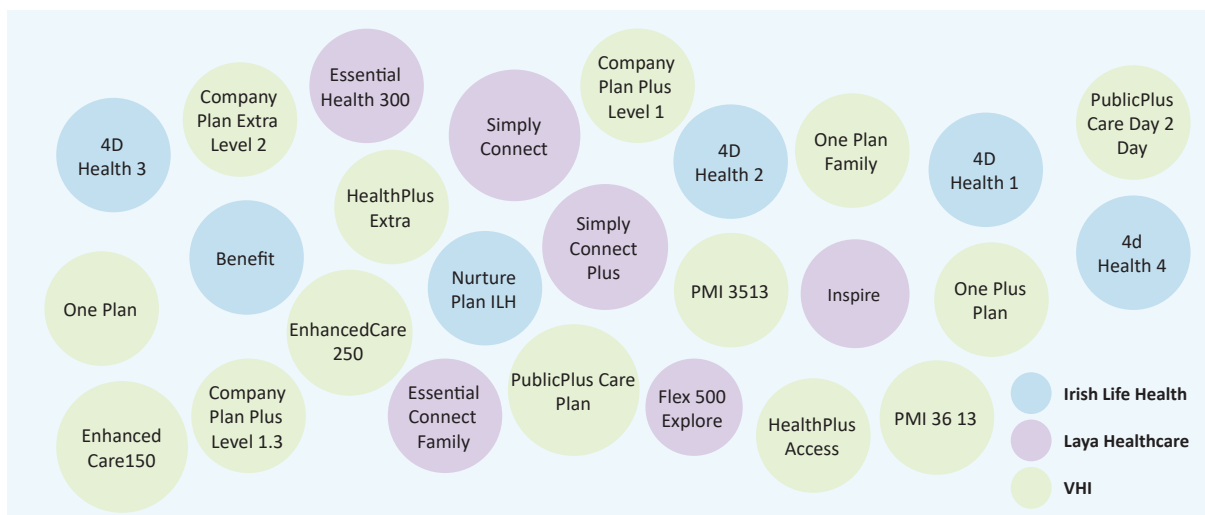 4D
Health 3
Company
Plan Extra
Level 2
Essential
Health 300
Simply
Connect
Company
Plan Plus
Level 1
4D
Health 2
One Plan
Family
4D
Health 1
PublicPlus
Care Day 2
Day
HealthPlus
Extra
Benefit
Nurture
Plan ILH
Simply
Connect
Plus
PMI 3513
Inspire
One Plus
Plan
4d
Health 4
One Plan
EnhancedCare
250
Enhanced
Care150
Company
Plan Plus
Level 1.3
Essential
Connect
Family
PublicPlus Care
Plan
Flex 500
Explore
HealthPlus
Access
PMI 36 13
Irish Life Health
Laya Healthcare
VHI